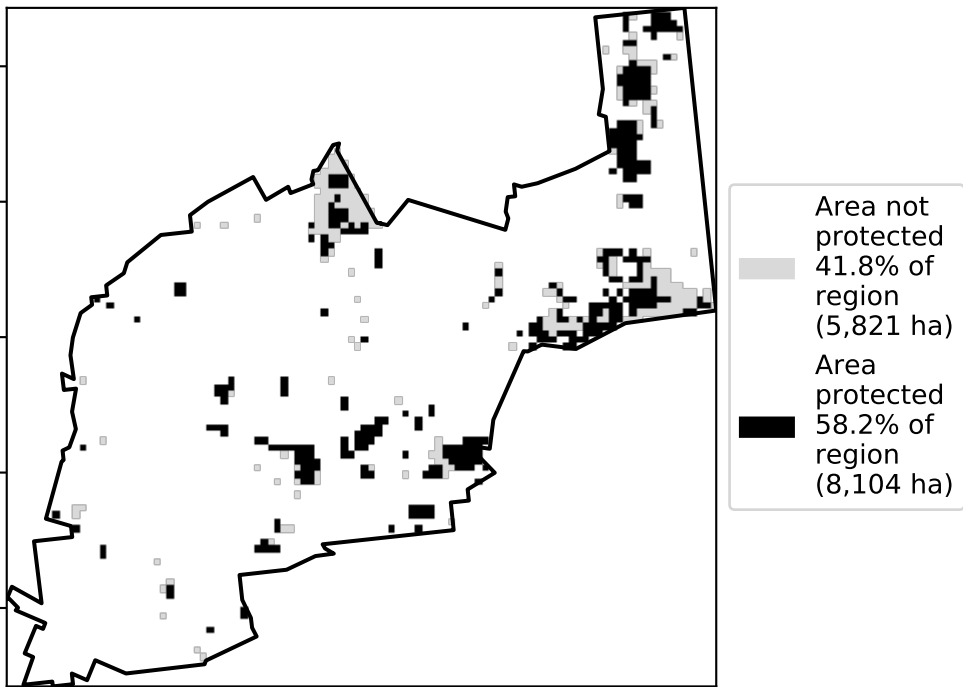 Area not
protected
41.8% of
region
(5,821 ha)
Area
protected
58.2% of
region
(8,104 ha)